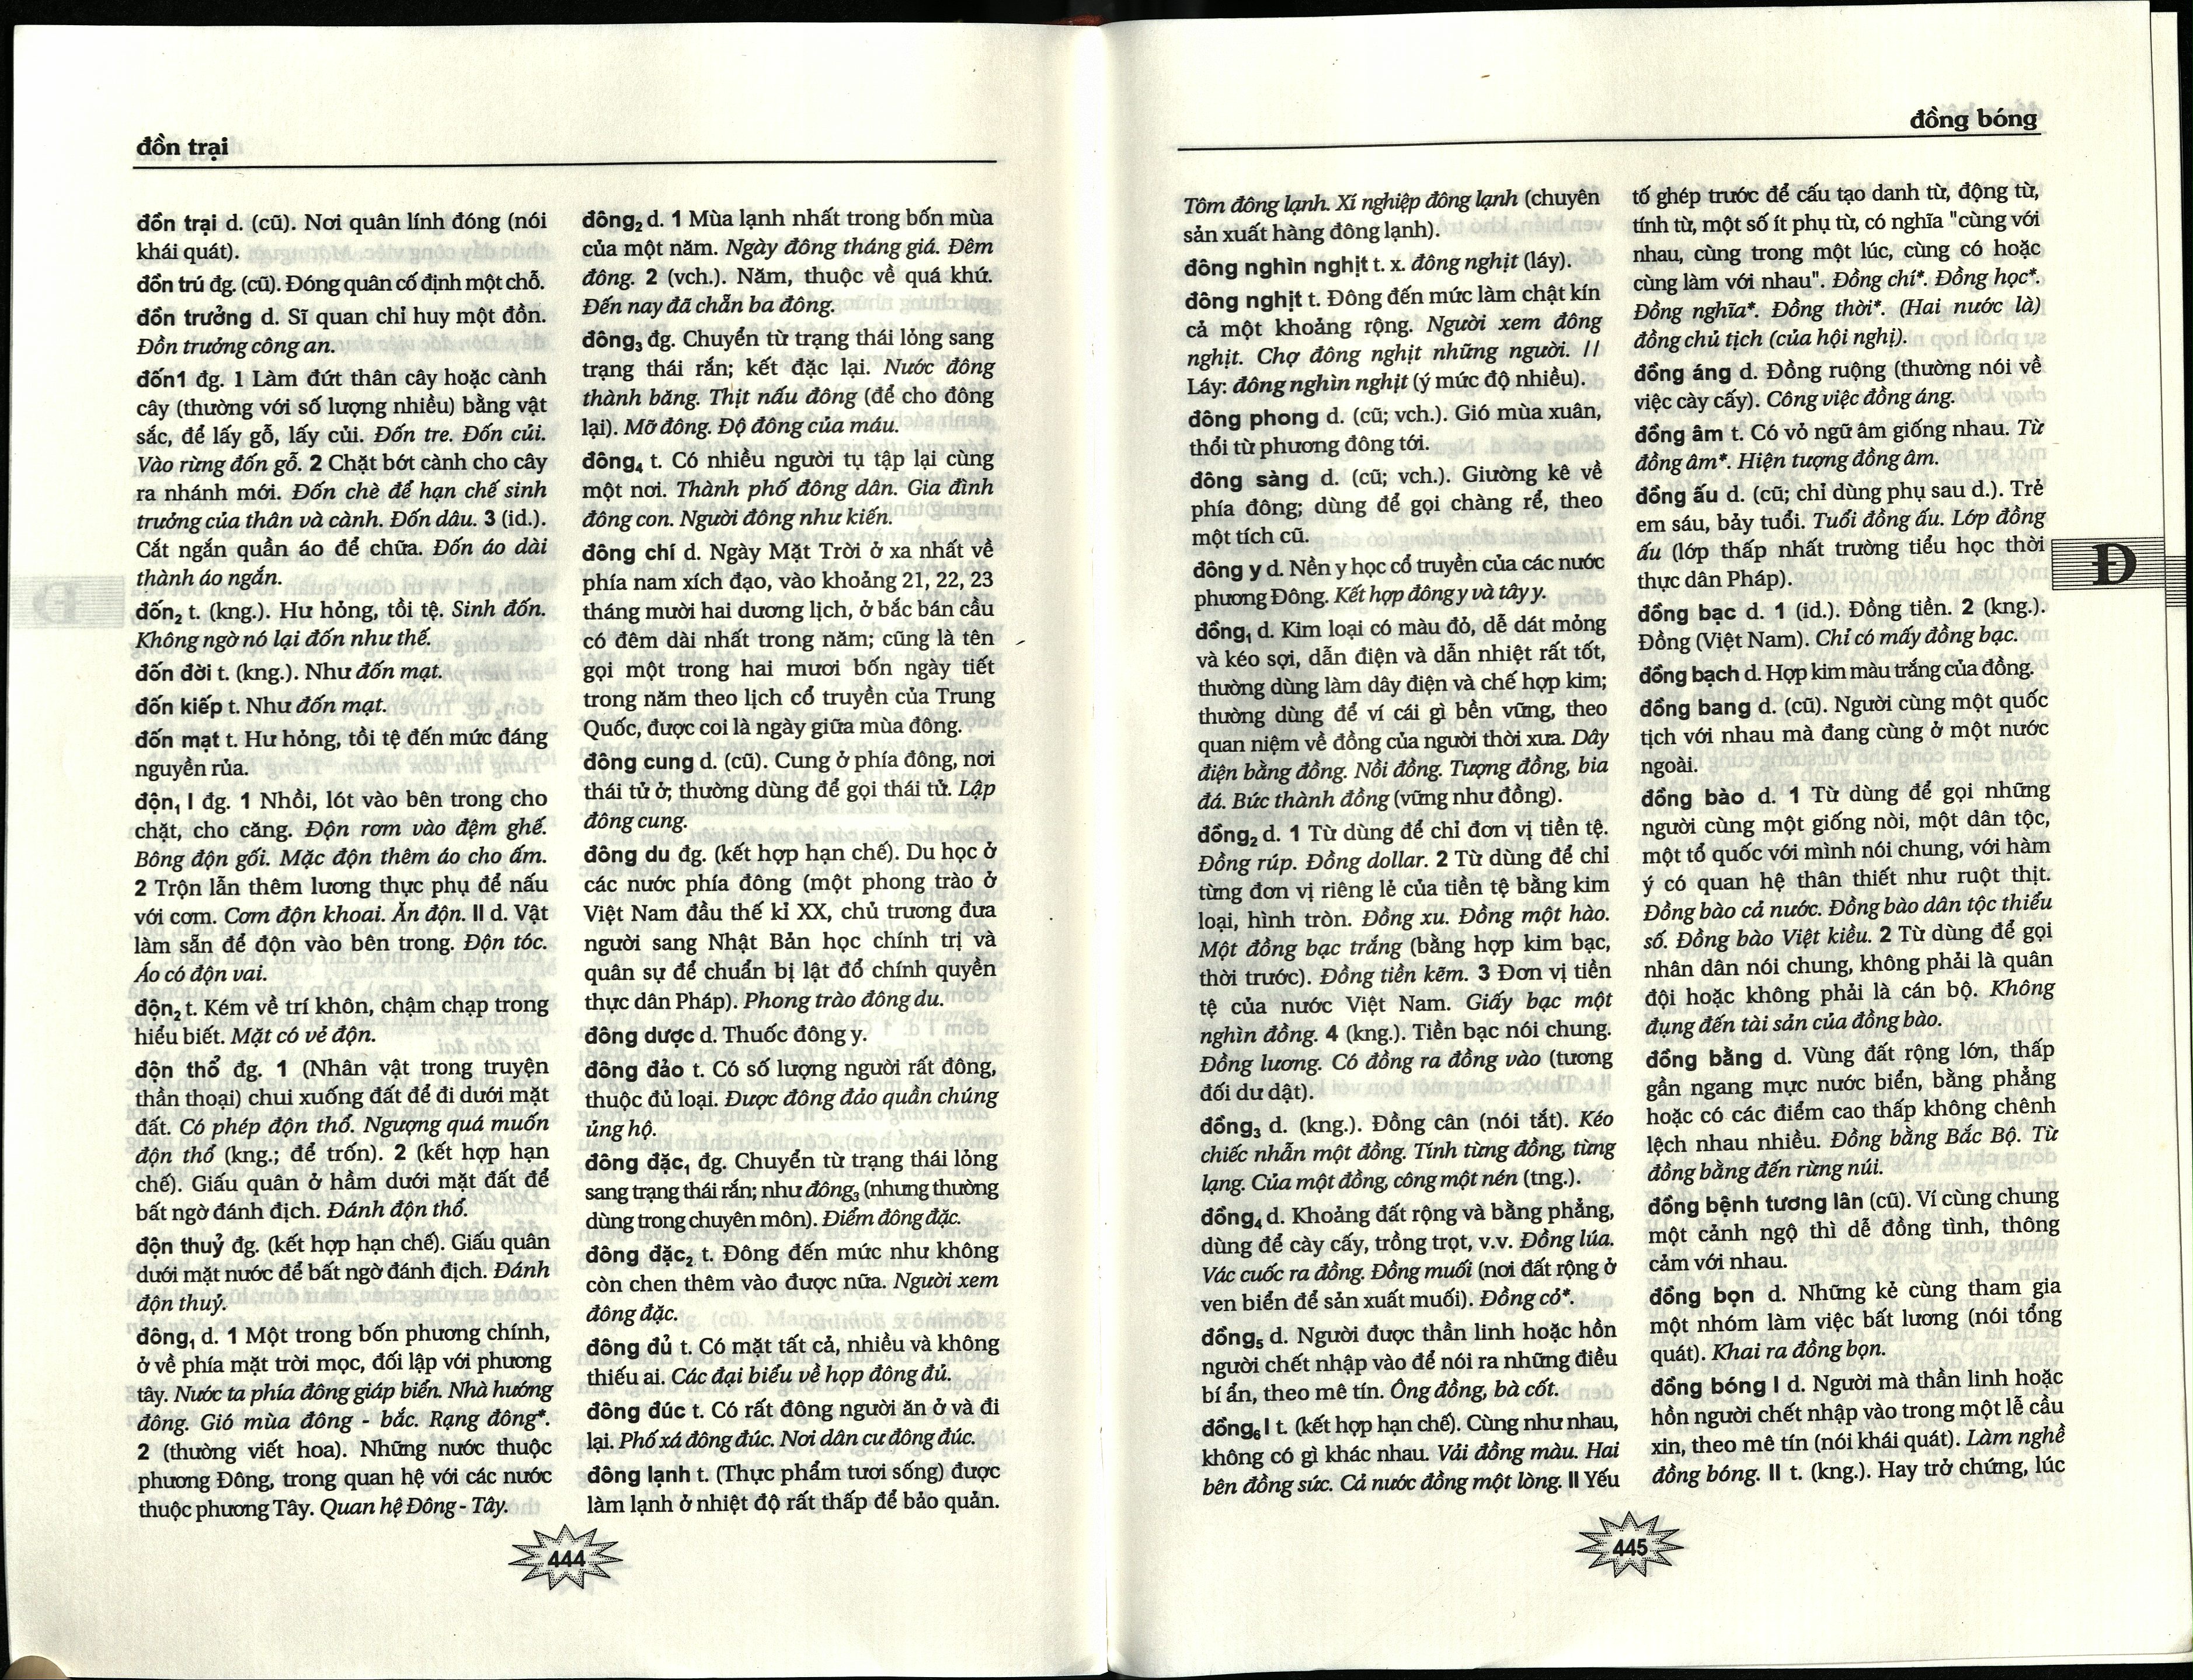 đồn trại
đồn trại d. (cũ). Nơi quân lính đóng (nói
khái quát).
đồn trú đg. (cũ). Đóng quân cố định một chỗ.
đồn trưởng d. Sĩ quan chỉ huy một đồn.
Đồn trưởng công an.
đốn1 đg. 1 Làm đứt thân cây hoặc cành
cây (thường với số lượng nhiều) bằng vật
sắc, để lấy gỗ, lấy củi. Đốn tre. Đốn củi.
Vào rừng đốn gỗ. 2 Chặt bớt cành cho cây
ra nhánh mới. Đốn chè để hạn chế sinh
trưởng của thân và cành. Đốn dâu. 3 (id.).
Cắt ngắn quần áo để chữa. Đốn áo dài
thành áo ngắn.
đốn₂ t. (kng.). Hư hỏng, tồi tệ. Sinh đốn.
Không ngờ nó lại đốn như thế.
đốn đời t. (kng.). Như đốn mạt.
đốn kiếp t. Như đốn mạt.
đốn mạt t. Hư hỏng, tồi tệ đến mức đáng
nguyền rủa.
độn₁ I đg. 1 Nhồi, lót vào bên trong cho
chặt, cho căng. Độn rơm vào đệm ghế.
Bông độn gối. Mặc độn thêm áo cho ấm.
2 Trộn lẫn thêm lương thực phụ để nấu
với cơm. Cơm độn khoai. Ăn độn. II d. Vật
làm sẵn để độn vào bên trong. Độn tóc.
Áo có độn vai.
độn₂ t. Kém về trí khôn, chậm chạp trong
hiểu biết. Mặt có vẻ độn.
độn thổ đg. 1 (Nhân vật trong truyện
thần thoại) chui xuống đất để đi dưới mặt
đất. Có phép độn thổ. Ngượng quá muốn
độn thổ (kng.; để trốn). 2 (kết hợp hạn
chế). Giấu quân ở hầm dưới mặt đất để
bất ngờ đánh địch. Đánh độn thổ.
độn thuỷ đg. (kết hợp hạn chế). Giấu quân
dưới mặt nước để bất ngờ đánh địch. Đánh
độn thuỷ.
đông₁ d. 1 Một trong bốn phương chính,
ở về phía mặt trời mọc, đối lập với phương
tây. Nước ta phía đông giáp biển. Nhà hướng
đông. Gió mùa đông - bắc. Rạng đông*.
2 (thường viết hoa). Những nước thuộc
phương Đông, trong quan hệ với các nước
thuộc phương Tây. Quan hệ Đông - Tây.
đông₂ d. 1 Mùa lạnh nhất trong bốn mùa
của một năm. Ngày đông tháng giá. Đêm
đông. 2 (vch.). Năm, thuộc về quá khứ.
Đến nay đã chẵn ba đông.
đông₃ đg. Chuyển từ trạng thái lỏng sang
trạng thái rắn; kết đặc lại. Nước đông
thành băng. Thịt nấu đông (để cho đông
lại). Mỡ đông. Độ đông của máu.
đông₄ t. Có nhiều người tụ tập lại cùng
một nơi. Thành phố đông dân. Gia đình
đông con. Người đông như kiến.
đông chí d. Ngày Mặt Trời ở xa nhất về
phía nam xích đạo, vào khoảng 21, 22, 23
tháng mười hai dương lịch, ở bắc bán cầu
có đêm dài nhất trong năm; cũng là tên
gọi một trong hai mươi bốn ngày tiết
trong năm theo lịch cổ truyền của Trung
Quốc, được coi là ngày giữa mùa đông.
đông cung d. (cũ). Cung ở phía đông, nơi
thái tử ở; thường dùng để gọi thái tử. Lập
đông cung.
đông du đg. (kết hợp hạn chế). Du học ở
các nước phía đông (một phong trào ở
Việt Nam đầu thế kỉ XX, chủ trương đưa
người sang Nhật Bản học chính trị và
quân sự để chuẩn bị lật đổ chính quyền
thực dân Pháp). Phong trào đông du.
đông dược d. Thuốc đông y.
đông đảo t. Có số lượng người rất đông,
thuộc đủ loại. Được đông đảo quần chúng
ủng hộ.
đông đặc₁ đg. Chuyển từ trạng thái lỏng
sang trạng thái rắn; như đông₃ (nhưng thường
dùng trong chuyên môn). Điểm đông đặc.
đông đặc₂ t. Đông đến mức như không
còn chen thêm vào được nữa. Người xem
đông đặc.
đông đủ t. Có mặt tất cả, nhiều và không
thiếu ai. Các đại biểu về họp đông đủ.
đông đúc t. Có rất đông người ăn ở và đi
lại. Phố xá đông đúc. Nơi dân cư đông đúc.
đông lạnh t. (Thực phẩm tươi sống) được
làm lạnh ở nhiệt độ rất thấp để bảo quản.
444
đồng bóng
Tôm đông lạnh. Xí nghiệp đông lạnh (chuyên
sản xuất hàng đông lạnh).
đông nghìn nghịt t. x. đông nghịt (láy).
đông nghịt t. Đông đến mức làm chật kín
cả một khoảng rộng. Người xem đông
nghịt. Chợ đông nghịt những người. //
Láy: đông nghìn nghịt (ý mức độ nhiều).
đông phong d. (cũ; vch.). Gió mùa xuân,
thổi từ phương đông tới.
đông sàng d. (cũ; vch.). Giường kê về
phía đông; dùng để gọi chàng rể, theo
một tích cũ.
đông y d. Nền y học cổ truyền của các nước
phương Đông. Kết hợp đông y và tây y.
đồng₁ d. Kim loại có màu đỏ, dễ dát mỏng
và kéo sợi, dẫn điện và dẫn nhiệt rất tốt,
thường dùng làm dây điện và chế hợp kim;
thường dùng để ví cái gì bền vững, theo
quan niệm về đồng của người thời xưa. Dây
điện bằng đồng. Nồi đồng. Tượng đồng, bia
đá. Bức thành đồng (vững như đồng).
đồng₂ d. 1 Từ dùng để chỉ đơn vị tiền tệ.
Đồng rúp. Đồng dollar. 2 Từ dùng để chỉ
từng đơn vị riêng lẻ của tiền tệ bằng kim
loại, hình tròn. Đồng xu. Đồng một hào.
Một đồng bạc trắng (bằng hợp kim bạc,
thời trước). Đồng tiền kẽm. 3 Đơn vị tiền
tệ của nước Việt Nam. Giấy bạc một
nghìn đồng. 4 (kng.). Tiền bạc nói chung.
Đồng lương. Có đồng ra đồng vào (tương
đối dư dật).
đồng₃ d. (kng.). Đồng cân (nói tắt). Kéo
chiếc nhẫn một đồng. Tính từng đồng, từng
lạng. Của một đồng, công một nén (tng.).
đồng₄ d. Khoảng đất rộng và bằng phẳng,
dùng để cày cấy, trồng trọt, v.v. Đồng lúa.
Vác cuốc ra đồng. Đồng muối (nơi đất rộng ở
ven biển để sản xuất muối). Đồng cỏ*.
đồng₅ d. Người được thần linh hoặc hồn
người chết nhập vào để nói ra những điều
bí ẩn, theo mê tín. Ông đồng, bà cốt.
đồng₆ I t. (kết hợp hạn chế). Cùng như nhau,
không có gì khác nhau. Vải đồng màu. Hai
bên đồng sức. Cả nước đồng một lòng. II Yếu
tố ghép trước để cấu tạo danh từ, động từ,
tính từ, một số ít phụ từ, có nghĩa "cùng với
nhau, cùng trong một lúc, cùng có hoặc
cùng làm với nhau". Đồng chí*. Đồng học*.
Đồng nghĩa*. Đồng thời*. (Hai nước là)
đồng chủ tịch (của hội nghị).
đồng áng d. Đồng ruộng (thường nói về
việc cày cấy). Công việc đồng áng.
đồng âm t. Có vỏ ngữ âm giống nhau. Từ
đồng âm*. Hiện tượng đồng âm.
đồng ấu d. (cũ; chỉ dùng phụ sau d.). Trẻ
em sáu, bảy tuổi. Tuổi đồng ấu. Lớp đồng
ấu (lớp thấp nhất trường tiểu học thời
thực dân Pháp).
đồng bạc d. 1 (id.). Đồng tiền. 2 (kng.).
Đồng (Việt Nam). Chỉ có mấy đồng bạc.
đồng bạch d. Hợp kim màu trắng của đồng.
đồng bang d. (cũ). Người cùng một quốc
tịch với nhau mà đang cùng ở một nước
ngoài.
đồng bào d. 1 Từ dùng để gọi những
người cùng một giống nòi, một dân tộc,
một tổ quốc với mình nói chung, với hàm
ý có quan hệ thân thiết như ruột thịt.
Đồng bào cả nước. Đồng bào dân tộc thiểu
số. Đồng bào Việt kiều. 2 Từ dùng để gọi
nhân dân nói chung, không phải là quân
đội hoặc không phải là cán bộ. Không
đụng đến tài sản của đồng bào.
đồng bằng d. Vùng đất rộng lớn, thấp
gần ngang mực nước biển, bằng phẳng
hoặc có các điểm cao thấp không chênh
lệch nhau nhiều. Đồng bằng Bắc Bộ. Từ
đồng bằng đến rừng núi.
đồng bệnh tương lân (cũ). Ví cùng chung
một cảnh ngộ thì dễ đồng tình, thông
cảm với nhau.
đồng bọn d. Những kẻ cùng tham gia
một nhóm làm việc bất lương (nói tổng
quát). Khai ra đồng bọn.
đồng bóng I d. Người mà thần linh hoặc
hồn người chết nhập vào trong một lễ cầu
xin, theo mê tín (nói khái quát). Làm nghề
đồng bóng. II t. (kng.). Hay trở chứng, lúc
Đ
445